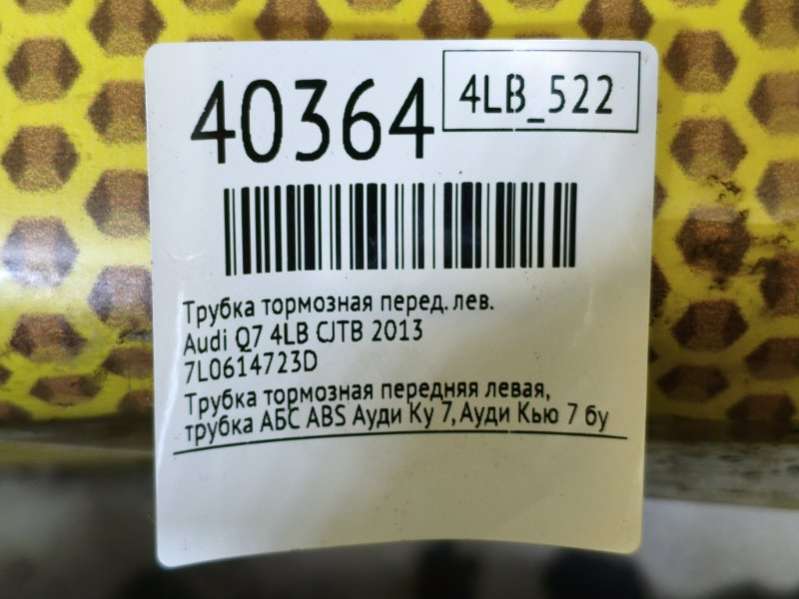 40364
4LB_522
Трубка тормозная перед. лев.
Audi Q7 4LB CJTB 2013
7L0614723D
Трубка тормозная передняя левая,
трубка АБС ABS Ауди Ку 7, Ауди Кью 7 бу